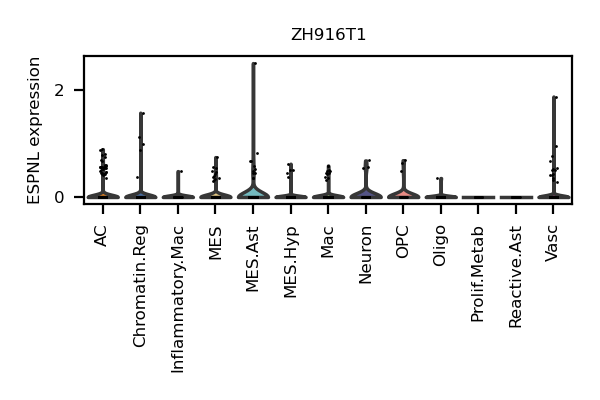 ZH916T1
ESPNL expression
2
0
AC
Chromatin.Reg
Inflammatory.Mac
MES
MES.Ast
MES.Hyp
Mac
Neuron
OPC
Oligo
Prolif.Metab
Reactive.Ast
Vasc